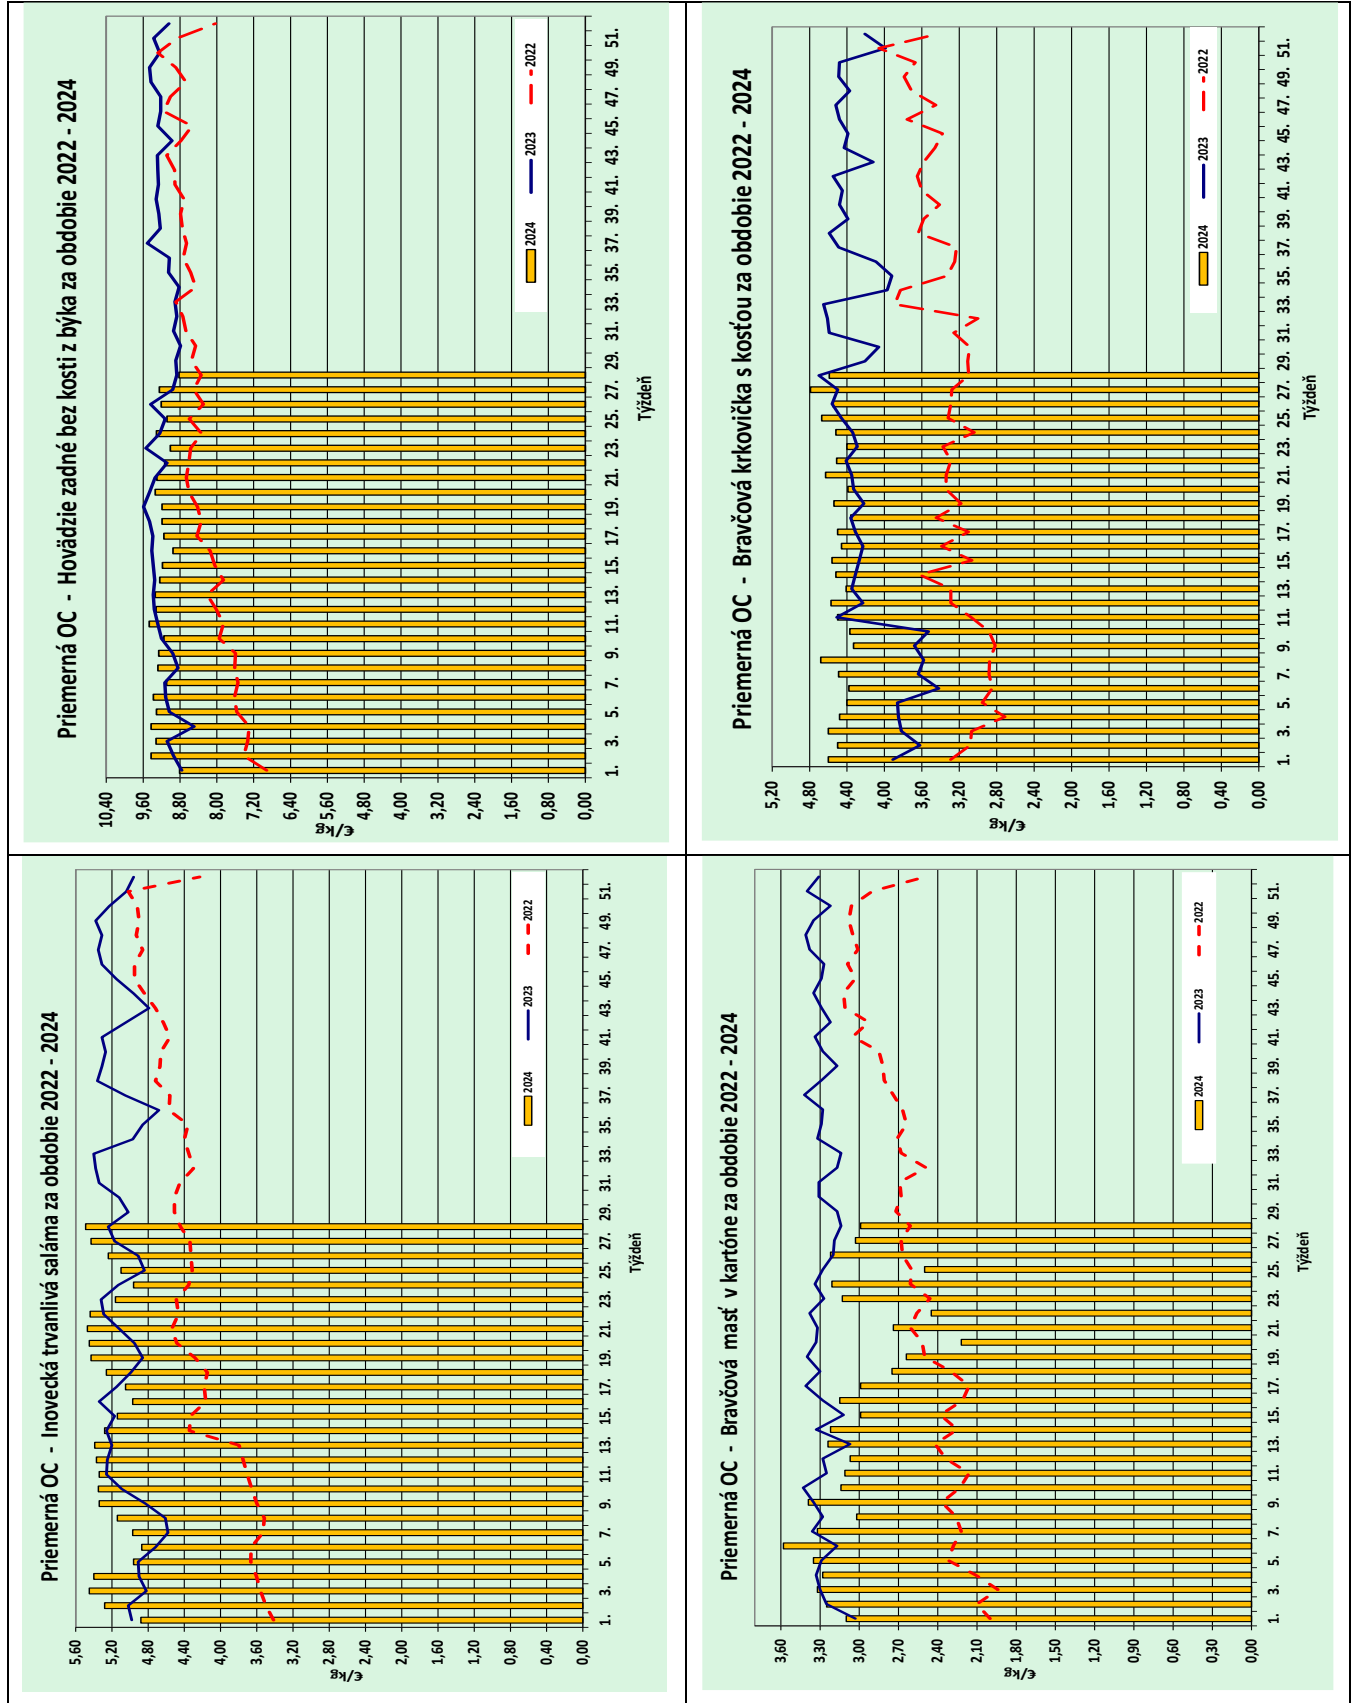 Priemerná OC - Inovecká trvanlivá saláma za obdobie 2022 - 2024
€/kg
5,60
5,20
4,80
4,40
4,00
3,60
3,20
2,80
2,40
2,00
1,60
1,20
0,80
0,40
0,00
2024 2023 2022
1. 3. 5. 7. 9. 11. 13. 15. 17. 19. 21. 23. 25. 27. 29. 31. 33. 35. 37. 39. 41. 43. 45. 47. 49. 51.
Týždeň
Priemerná OC - Hovädzie zadné bez kosti z býka za obdobie 2022 - 2024
€/kg
10,40
9,60
8,80
8,00
7,20
6,40
5,60
4,80
4,00
3,20
2,40
1,60
0,80
0,00
2024 2023 2022
1. 3. 5. 7. 9. 11. 13. 15. 17. 19. 21. 23. 25. 27. 29. 31. 33. 35. 37. 39. 41. 43. 45. 47. 49. 51.
Týždeň
Priemerná OC - Bravčová masť v kartóne za obdobie 2022 - 2024
€/kg
3,60
3,30
3,00
2,70
2,40
2,10
1,80
1,50
1,20
0,90
0,60
0,30
0,00
2024 2023 2022
1. 3. 5. 7. 9. 11. 13. 15. 17. 19. 21. 23. 25. 27. 29. 31. 33. 35. 37. 39. 41. 43. 45. 47. 49. 51.
Týždeň
Priemerná OC - Bravčová krkovička s kosťou za obdobie 2022 - 2024
€/kg
5,20
4,80
4,40
4,00
3,60
3,20
2,80
2,40
2,00
1,60
1,20
0,80
0,40
0,00
2024 2023 2022
1. 3. 5. 7. 9. 11. 13. 15. 17. 19. 21. 23. 25. 27. 29. 31. 33. 35. 37. 39. 41. 43. 45. 47. 49. 51.
Týždeň